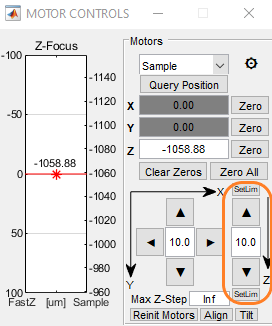 MOTOR CONTROLS
Z-Focus
-100
-50
0
50
100
-1140
-1120
-1100
-1080
-1060
-1040
-1020
-1000
-980
-960
-1058.88
FastZ [um] Sample
Motors
Sample
Query Position
X 0.00 Zero
Y 0.00 Zero
Z -1058.88 Zero
Clear Zeros Zero All
X SetLim
10.0 10.0
Y Z
SetLim
Max Z-Step Inf
Reinit Motors Align Tilt